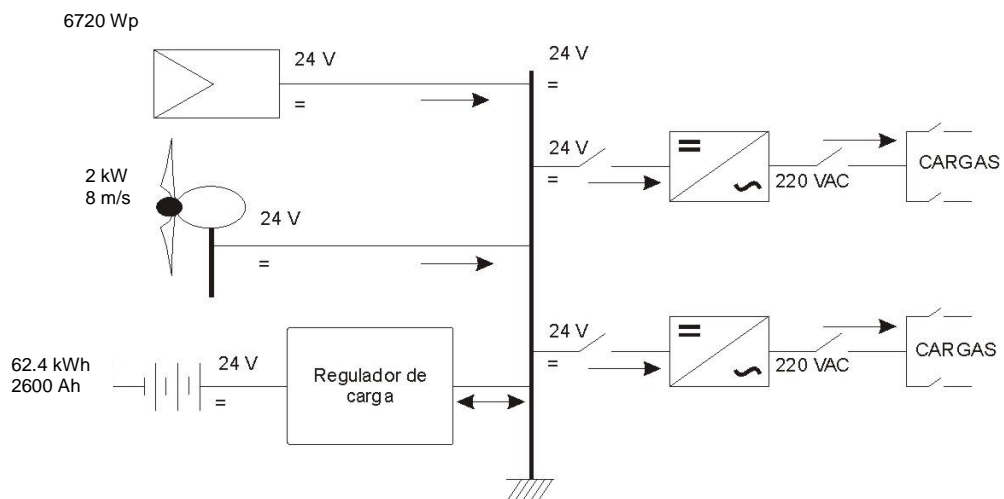 6720 Wp
24 V
=
24 V
=
2 kW
8 m/s
24 V
=
62.4 kWh
2600 Ah
24 V
=
Regulador de
carga
24 V
=
220 VAC
CARGAS
24 V
=
220 VAC
CARGAS